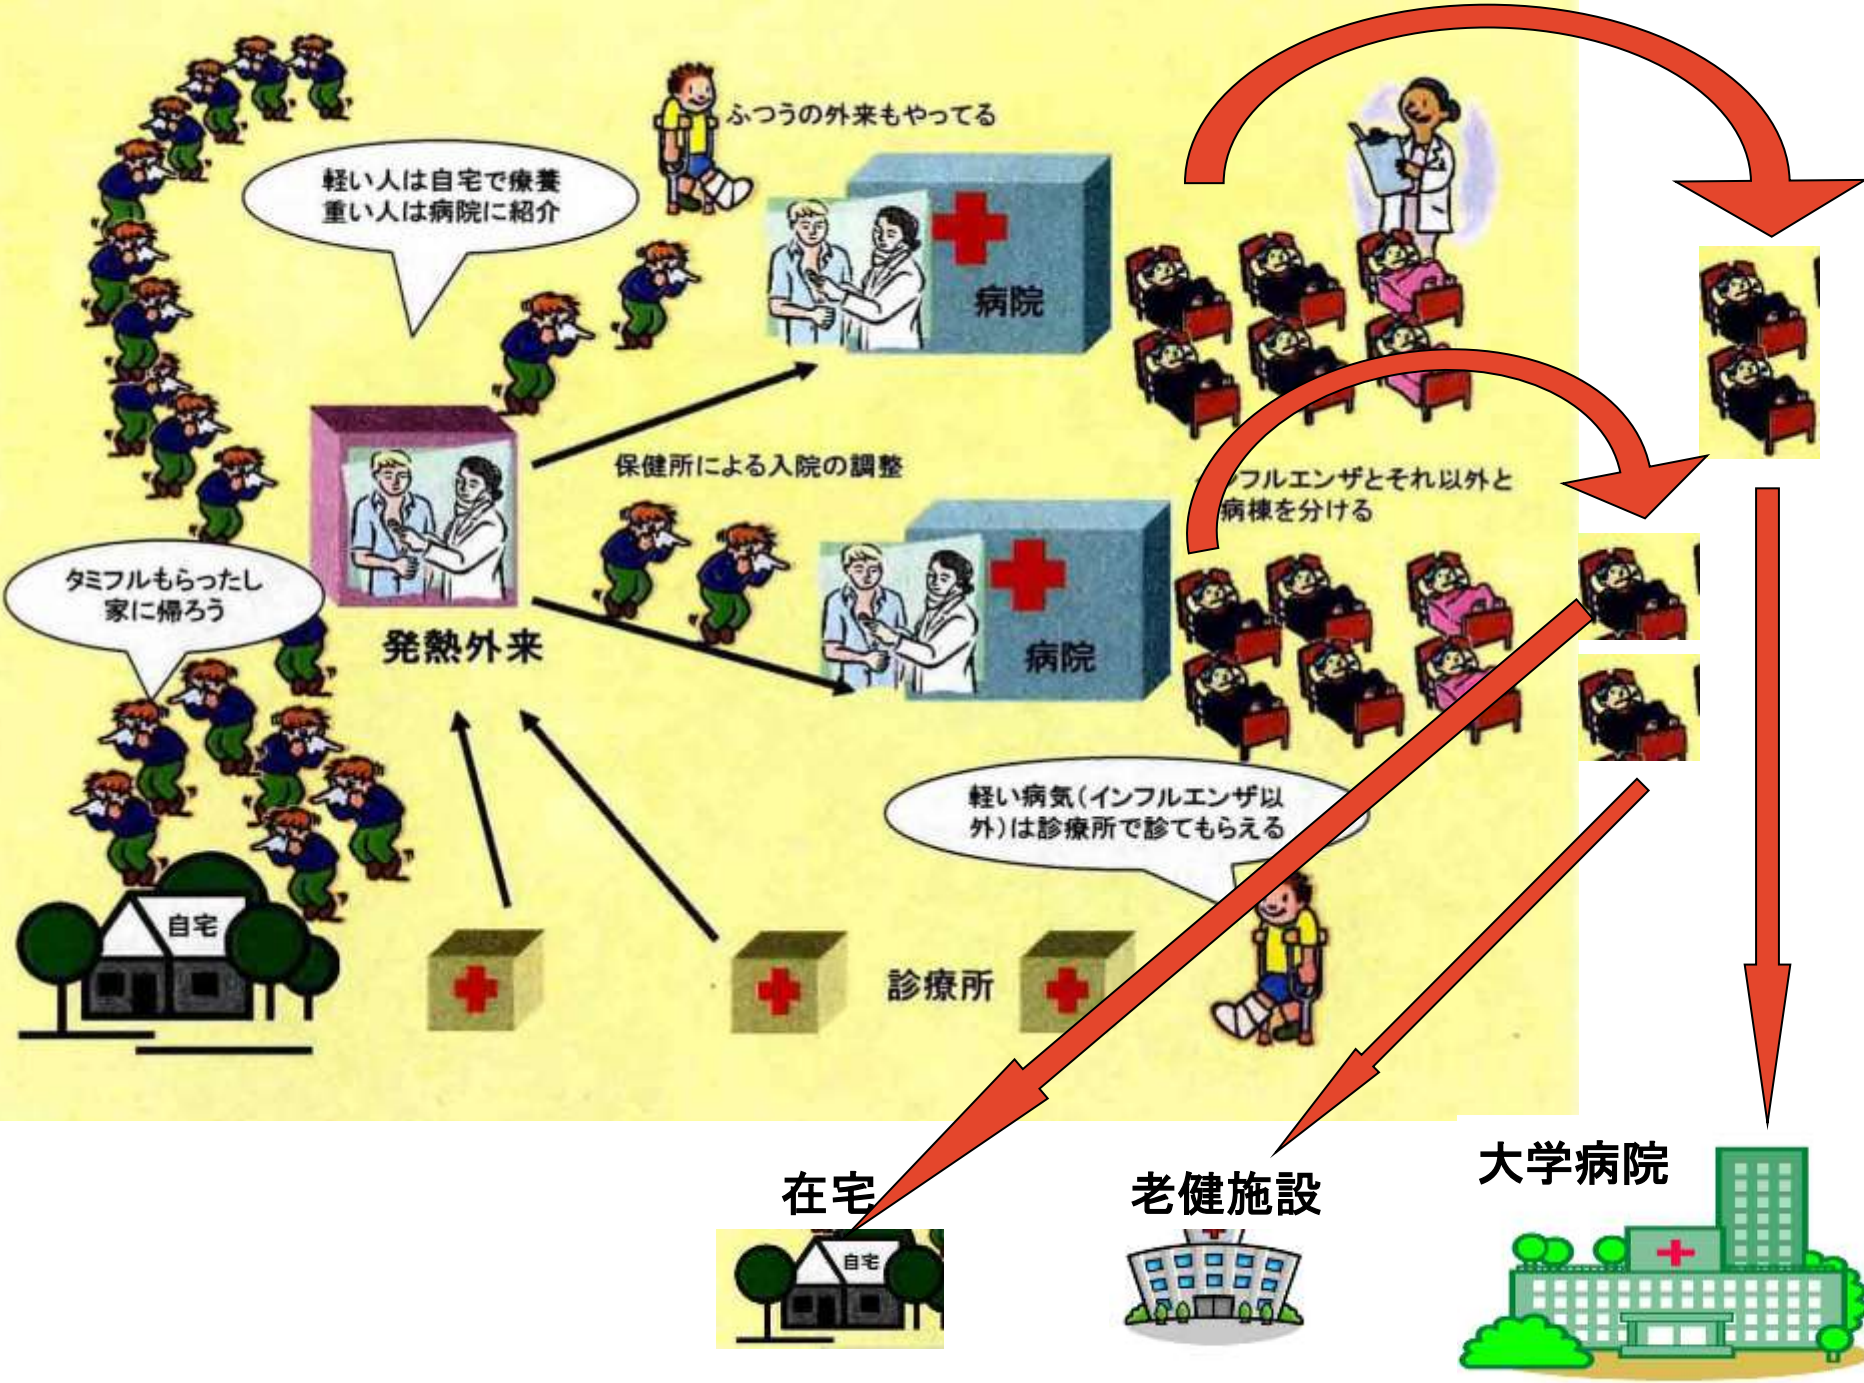 ふつうの外来もやってる
軽い人は自宅で療養
重い人は病院に紹介
病院
保健所による入院の調整
フルエンザとそれ以外と
病棟を分ける
タミフルもらったし
家に帰ろう
発熱外来
病院
軽い病気(インフルエンザ以
外)は診療所で診てもらえる
自宅
診療所
大学病院
在宅
老健施設
自宅